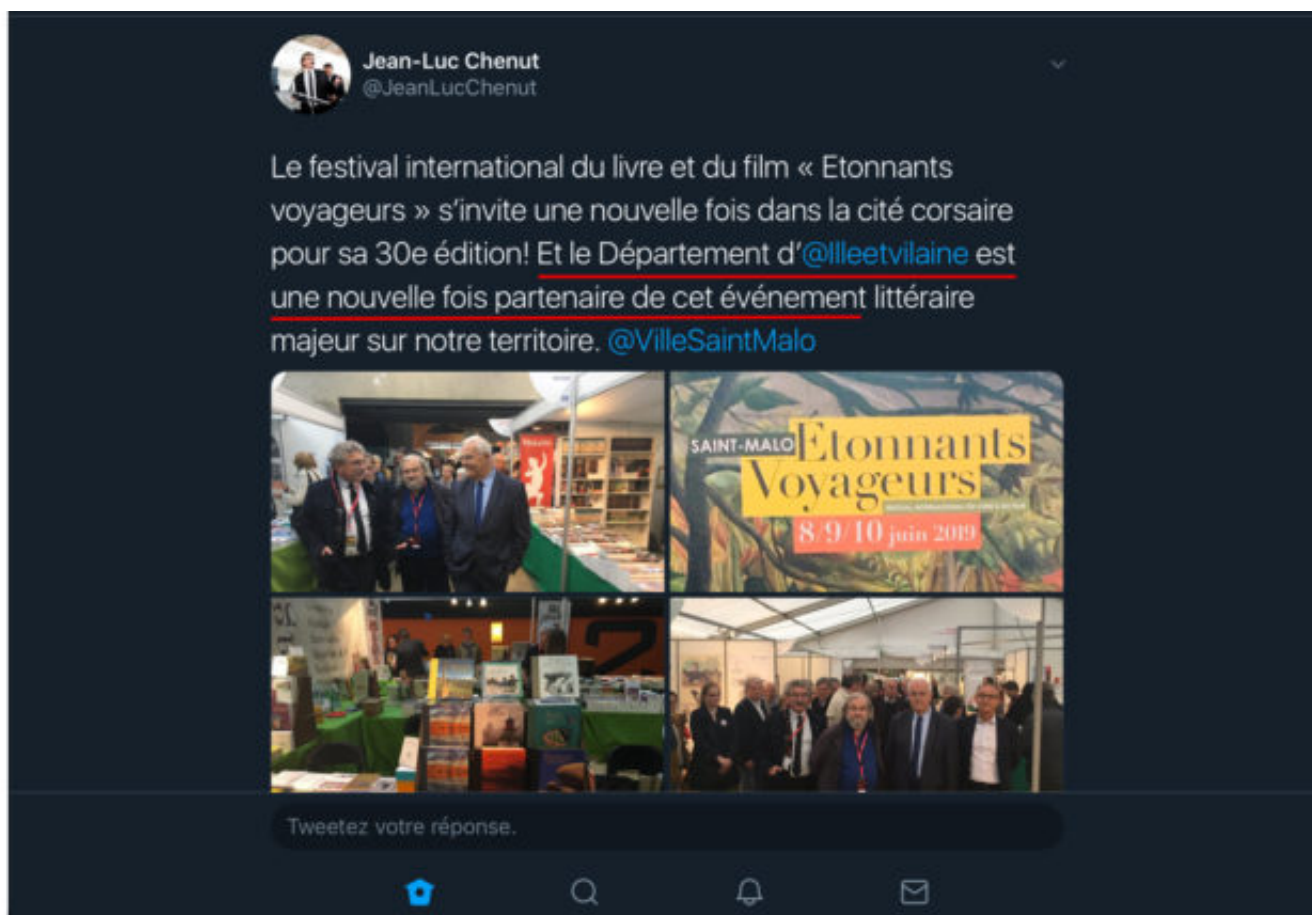 Jean-Luc Chenut
@JeanLucChenut
Le festival international du livre et du film « Etonnants
voyageurs » s'invite une nouvelle fois dans la cité corsaire
pour sa 30e édition! Et le Département d'@Illeetvilaine est
une nouvelle fois partenaire de cet événement littéraire
majeur sur notre territoire. @VilleSaintMalo
SAINT-MALO Étonnants
Voyageurs
8/9/10 juin 2019
2
Tweetez votre réponse.